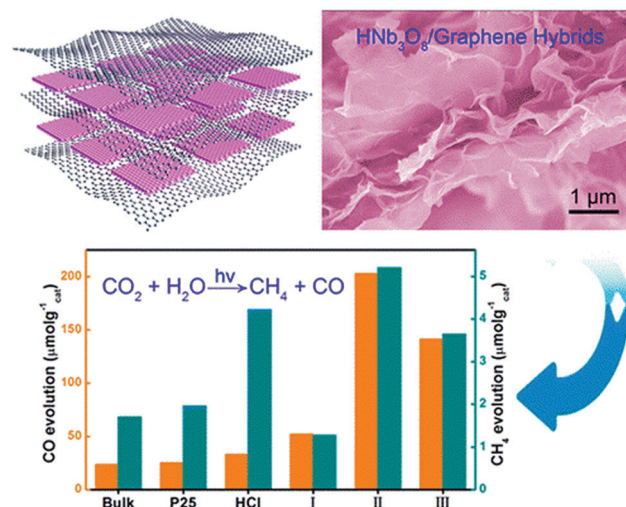 HNb₃O₈/Graphene Hybrids
1 μm
CO₂ + H₂O hν→ CH₄ + CO
CO evolution (μmolg⁻¹cat)
200
150
100
50
0
CH₄ evolution (μmolg⁻¹cat)
5
4
3
2
1
0
Bulk P25 HCl I II III